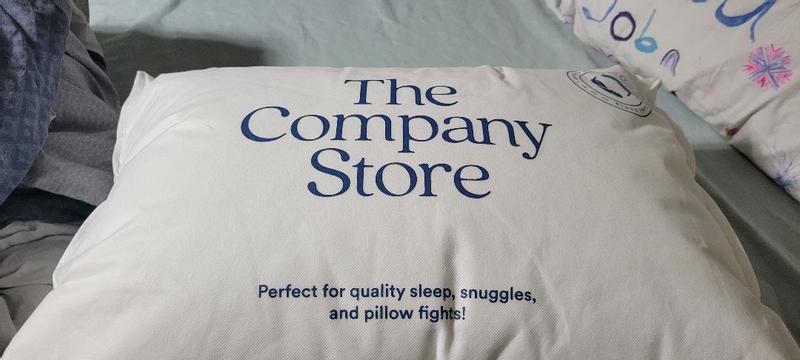 The
Company
Store
Perfect for quality sleep, snuggles,
and pillow fights!